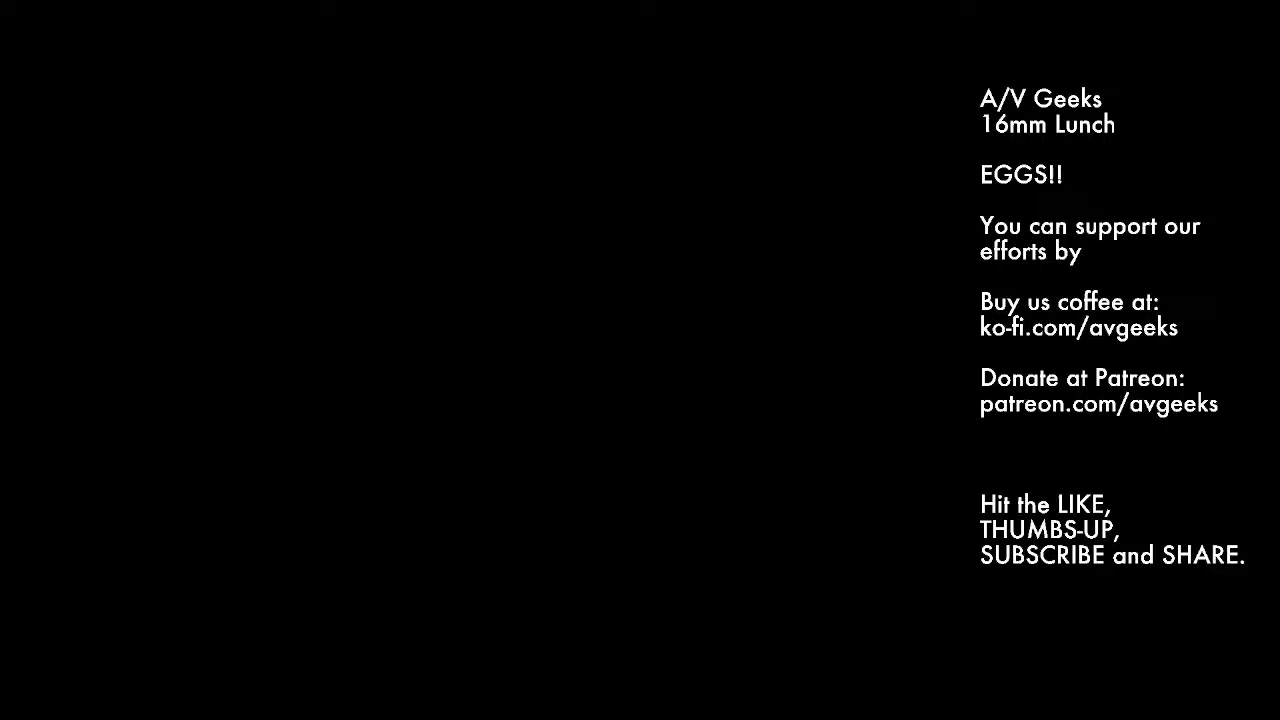 A/V Geeks
16mm Lunch
EGGS!!
You can support our
efforts by
Buy us coffee at:
ko-fi.com/avgeeks
Donate at Patreon:
patreon.com/avgeeks
Hit the LIKE,
THUMBS-UP,
SUBSCRIBE and SHARE.